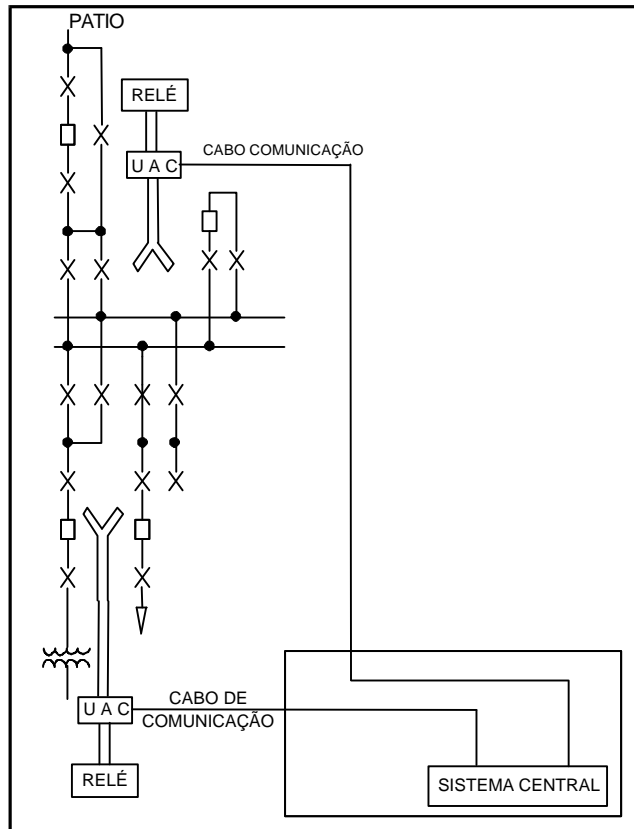 PATIO
RELÉ
CABO COMUNICAÇÃO
U A C
CABO DE
COMUNICAÇÃO
U A C
RELÉ
SISTEMA CENTRAL